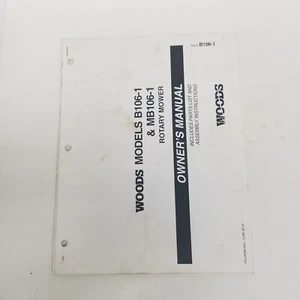 B106-1
WOODS MODELS B106-1
& MB106-1
ROTARY MOWER
OWNER'S MANUAL
INCLUDES PARTS LIST AND
ASSEMBLY INSTRUCTIONS
WOODS